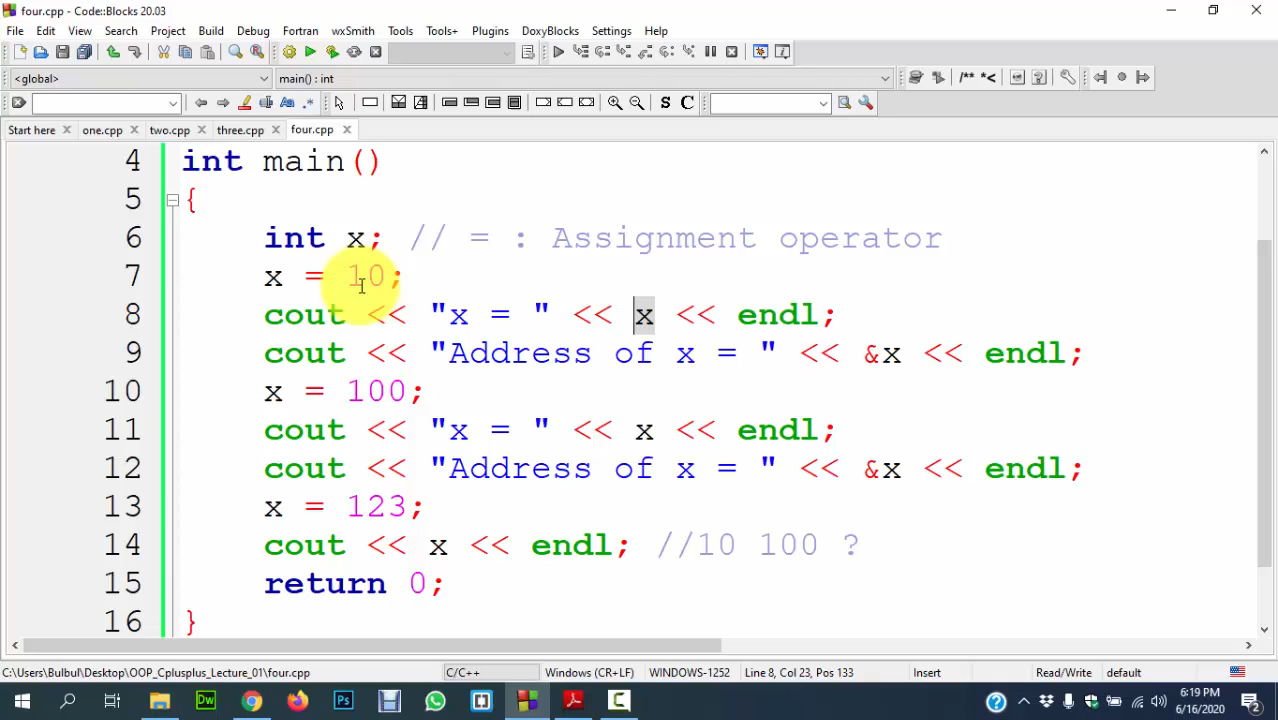 four.cpp - Code::Blocks 20.03
File Edit View Search Project Build Debug Fortran wxSmith Tools Tools+ Plugins DoxyBlocks Settings Help
<global> main() : int /** *<
S C
Start here one.cpp two.cpp three.cpp four.cpp
4 int main()
5 {
6 int x; // = : Assignment operator
7 x = 10;
8 cout << "x = " << x << endl;
9 cout << "Address of x = " << &x << endl;
10 x = 100;
11 cout << "x = " << x << endl;
12 cout << "Address of x = " << &x << endl;
13 x = 123;
14 cout << x << endl; //10 100 ?
15 return 0;
16 }
C:\Users\Bulbul\Desktop\OOP_Cplusplus_Lecture_01\four.cpp C/C++ Windows (CR+LF) WINDOWS-1252 Line 8, Col 23, Pos 133 Insert Read/Write default
Dw Ps 6:19 PM
6/16/2020 2